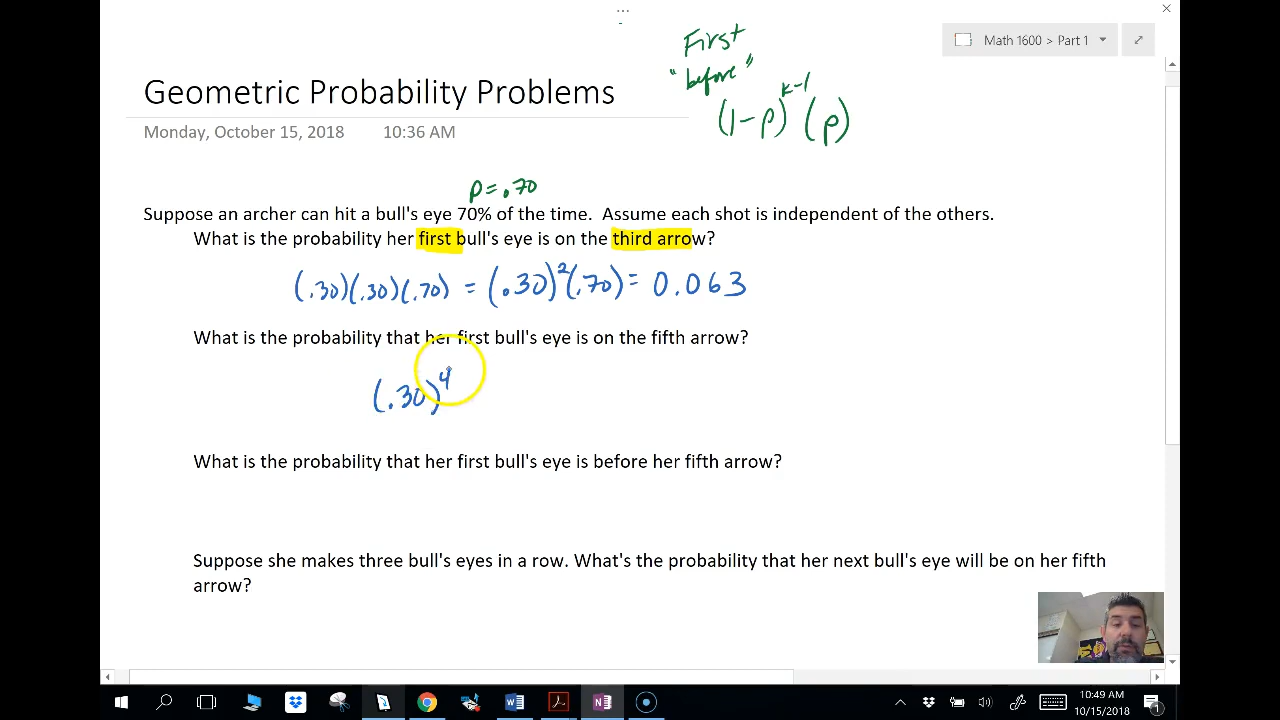 First
"before"
(1-p)^k-1 (p)
Math 1600 > Part 1
Geometric Probability Problems
Monday, October 15, 2018 10:36 AM
p=.70
Suppose an archer can hit a bull's eye 70% of the time. Assume each shot is independent of the others.
What is the probability her first bull's eye is on the third arrow?
(.30)(.30)(.70) = (.30)^2(.70) = 0.063
What is the probability that her first bull's eye is on the fifth arrow?
(.30)^4
What is the probability that her first bull's eye is before her fifth arrow?
Suppose she makes three bull's eyes in a row. What's the probability that her next bull's eye will be on her fifth
arrow?
10:49 AM
10/15/2018